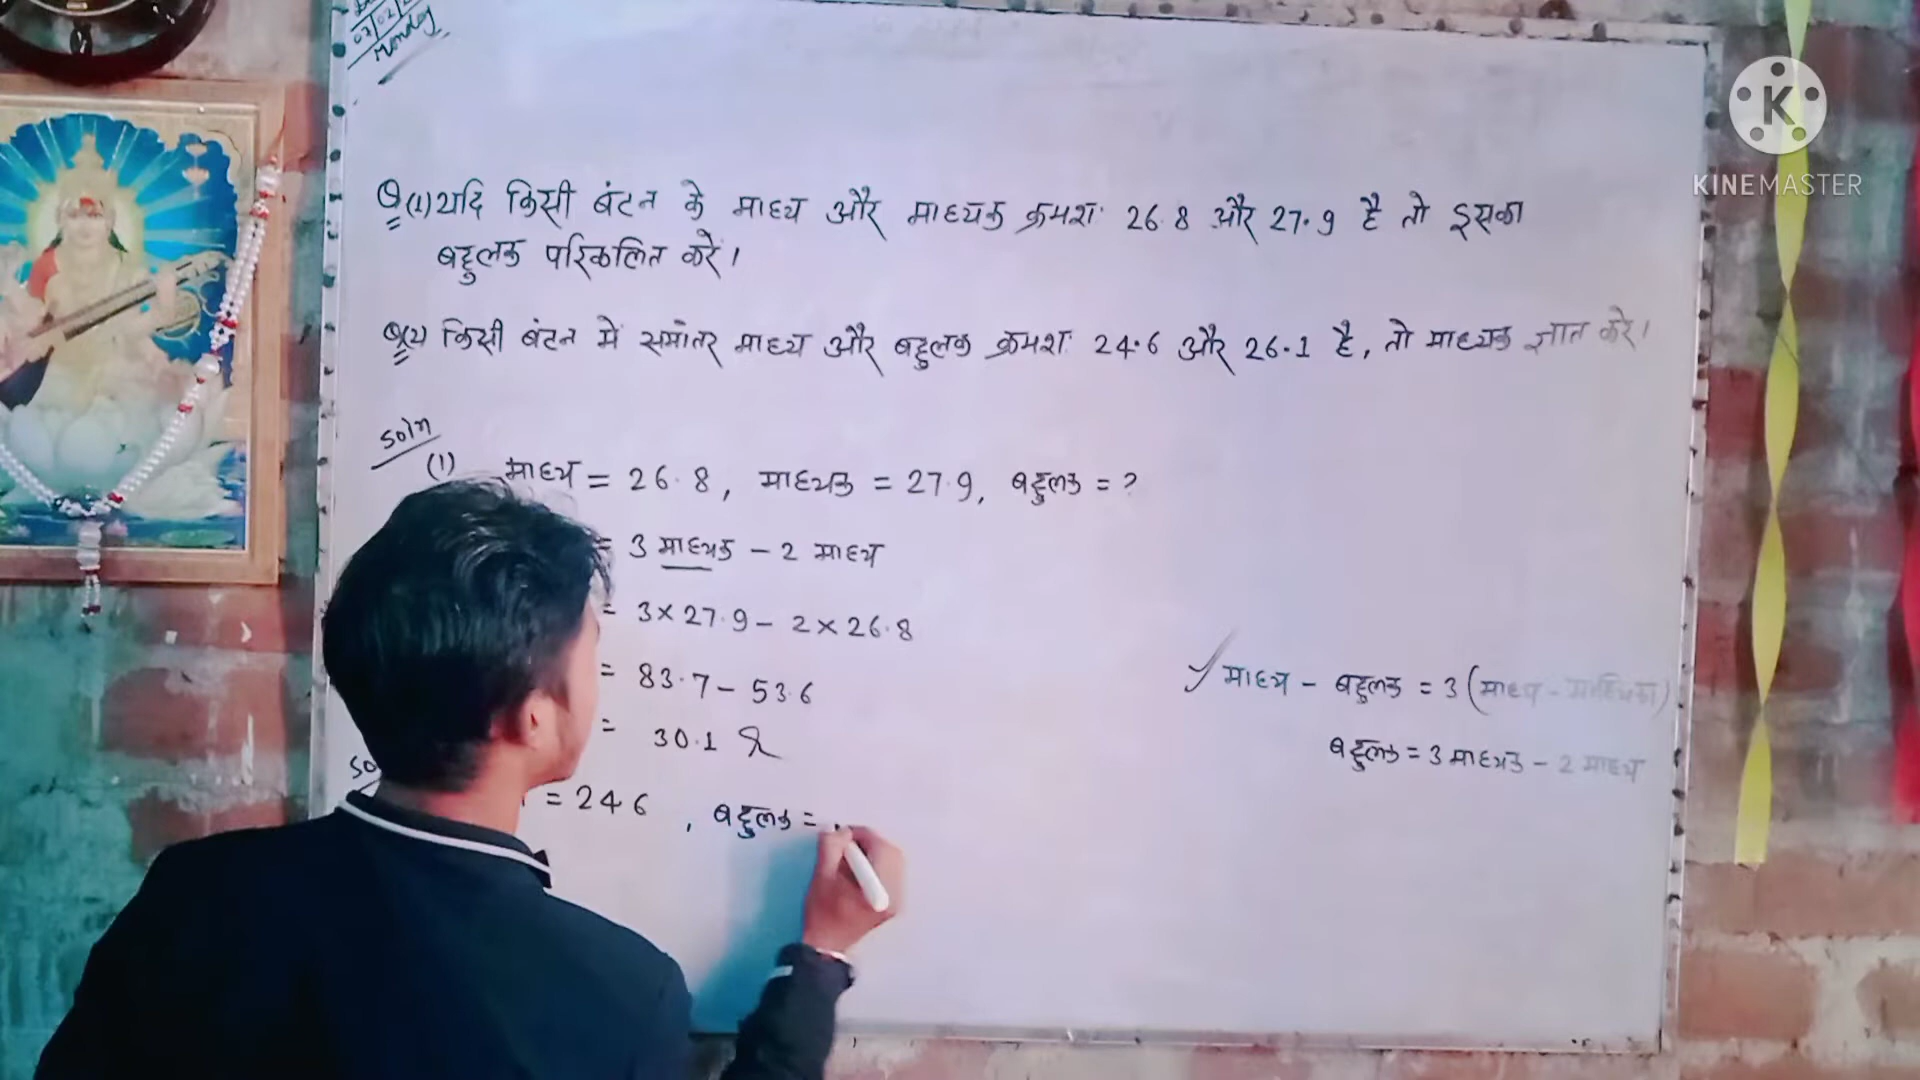 Monday
KINEMASTER
Q(1) यदि किसी बंटन के माध्य और माध्यक क्रमशः 26.8 और 27.9 है तो इसका
बहुलक परिकलित करें।
Q(2) किसी बंटन में समांतर माध्य और बहुलक क्रमशः 24.6 और 26.1 है, तो माध्यक ज्ञात करे।
Soln
(1) माध्य = 26.8, माध्यक = 27.9, बहुलक = ?
= 3 माध्यक - 2 माध्य
= 3 × 27.9 - 2 × 26.8
= 83.7 - 53.6
= 30.1
माध्य - बहुलक = 3 (माध्य - माध्यिका)
बहुलक = 3 माध्यक - 2 माध्य
So
= 24.6 , बहुलक =